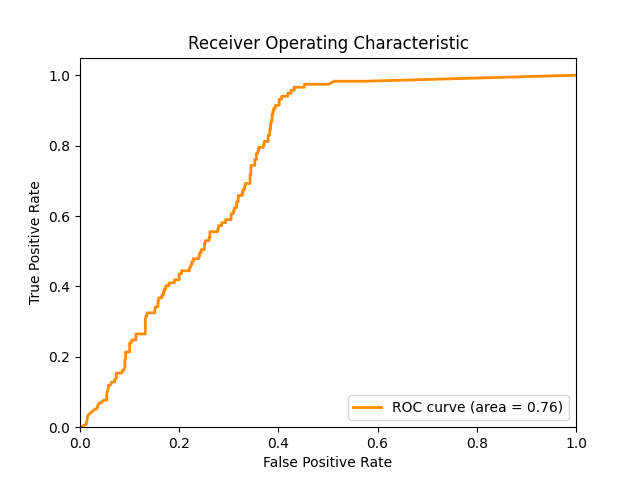 Receiver Operating Characteristic
1.0
0.8
0.6
0.4
0.2
0.0
True Positive Rate
0.0 0.2 0.4 0.6 0.8 1.0
False Positive Rate
ROC curve (area = 0.76)